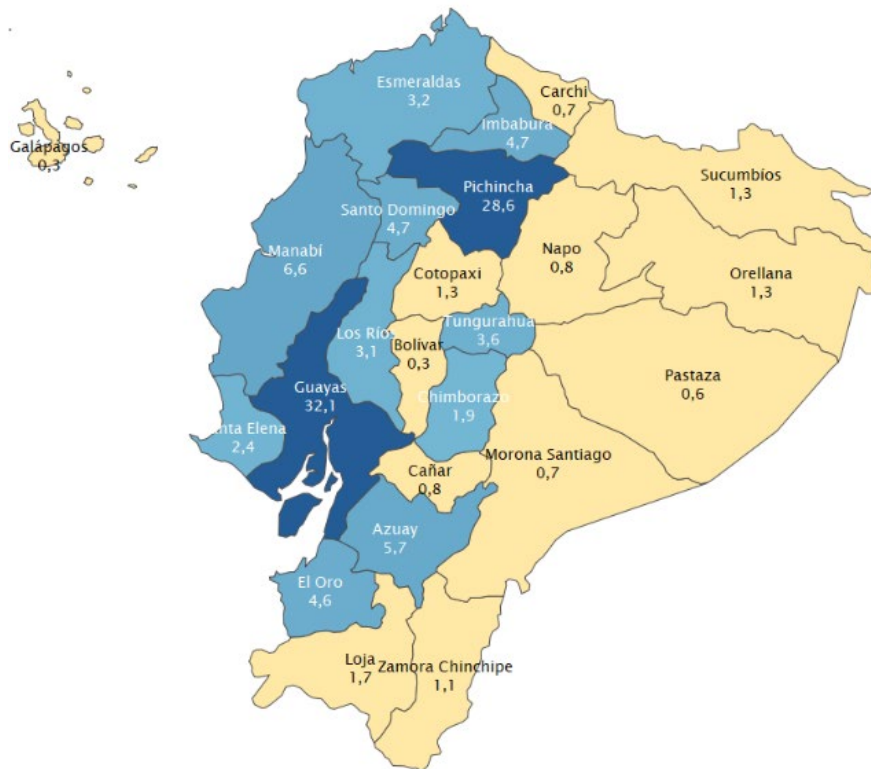 Esmeraldas
3,2
Carchi
0,7
Imbabura
4,7
Galápagos
0,3
Pichincha
28,6
Sucumbíos
1,3
Santo Domingo
4,7
Manabí
6,6
Napo
0,8
Cotopaxi
1,3
Orellana
1,3
Los Ríos
3,1
Tungurahua
3,6
Bolívar
0,3
Pastaza
0,6
Guayas
32,1
Chimborazo
1,9
anta Elena
2,4
Morona Santiago
0,7
Cañar
0,8
Azuay
5,7
El Oro
4,6
Loja
1,7
Zamora Chinchipe
1,1